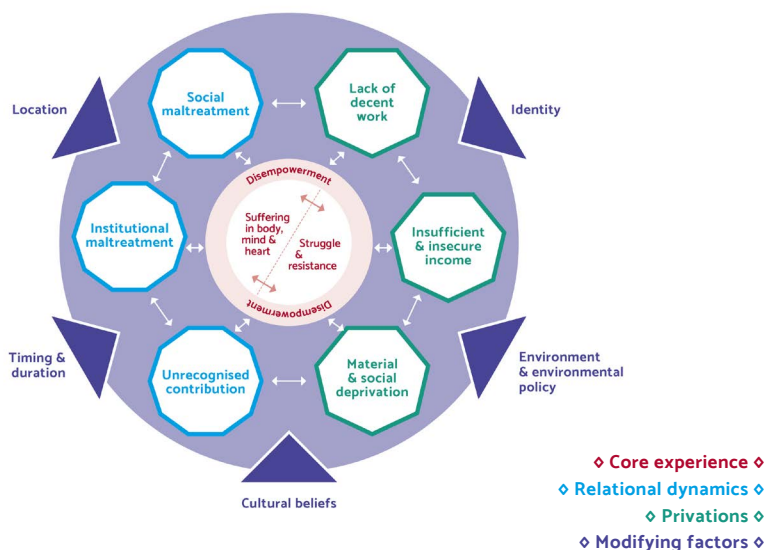 Social
maltreatment
Lack of
decent
work
Location
Identity
Disempowerment
Institutional
maltreatment
Suffering
in body,
mind &
heart
Struggle
&
resistance
Insufficient
& insecure
income
Disempowerment
Timing &
duration
Unrecognised
contribution
Material
& social
deprivation
Environment
& environmental
policy
Cultural beliefs
◊ Core experience ◊
◊ Relational dynamics ◊
◊ Privations ◊
◊ Modifying factors ◊